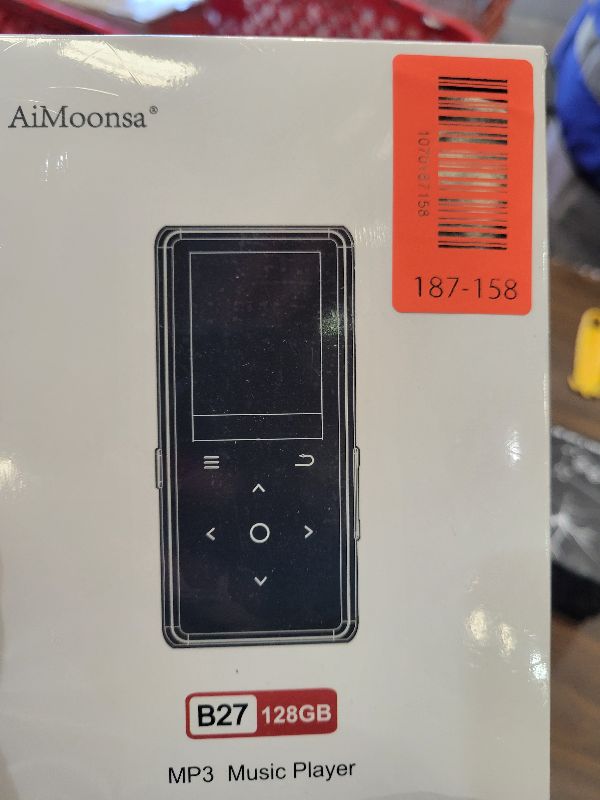 AiMoonsa®
1070187158
187-158
B27 128GB
MP3 Music Player